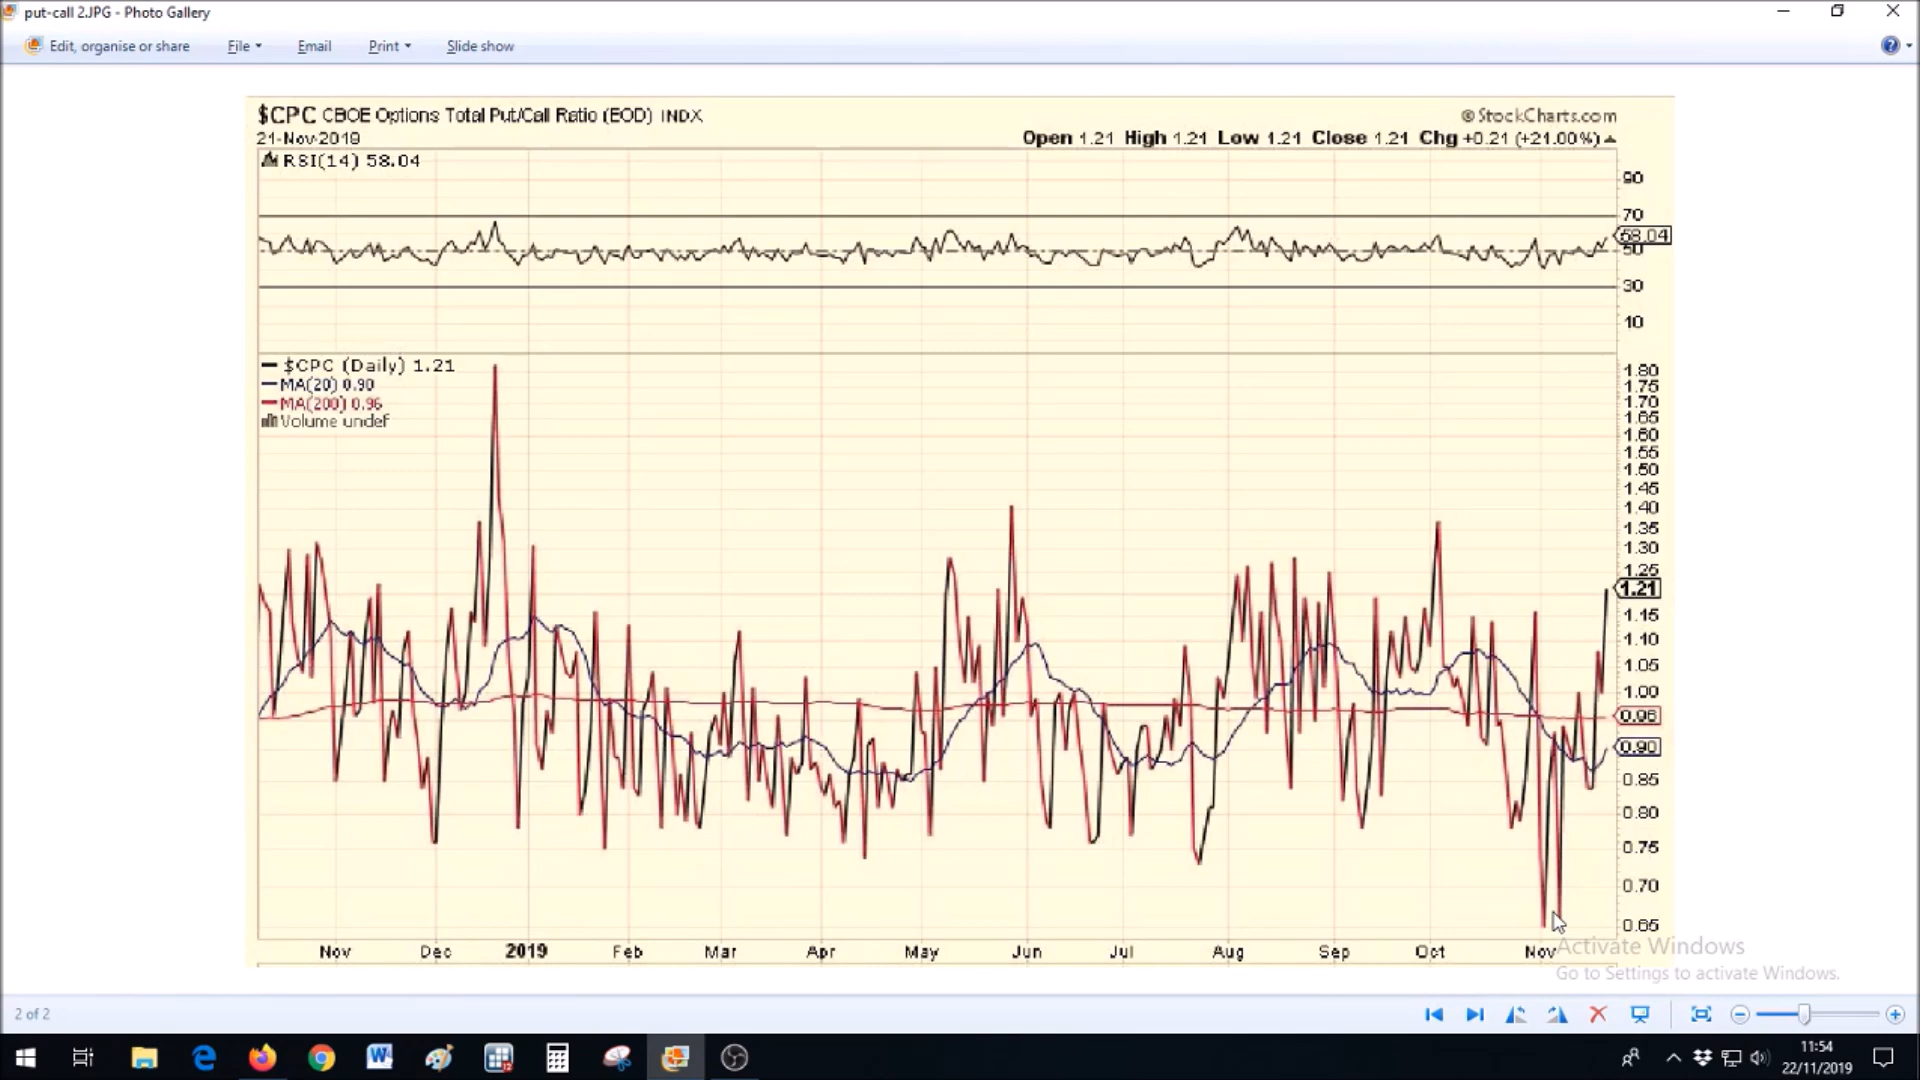 put-call 2.JPG - Photo Gallery
Edit, organise or share File Email Print Slide show
$CPC CBOE Options Total Put/Call Ratio (EOD) INDX
© StockCharts.com
21-Nov-2019
Open 1.21 High 1.21 Low 1.21 Close 1.21 Chg +0.21 (+21.00%)
RSI(14) 58.04
90
70
58.04
50
30
10
$CPC (Daily) 1.21
MA(20) 0.90
MA(200) 0.96
Volume undef
1.80
1.75
1.70
1.65
1.60
1.55
1.50
1.45
1.40
1.35
1.30
1.25
1.21
1.15
1.10
1.05
1.00
0.96
0.90
0.85
0.80
0.75
0.70
0.65
Nov Dec 2019 Feb Mar Apr May Jun Jul Aug Sep Oct Nov
Activate Windows
Go to Settings to activate Windows.
2 of 2
11:54
22/11/2019